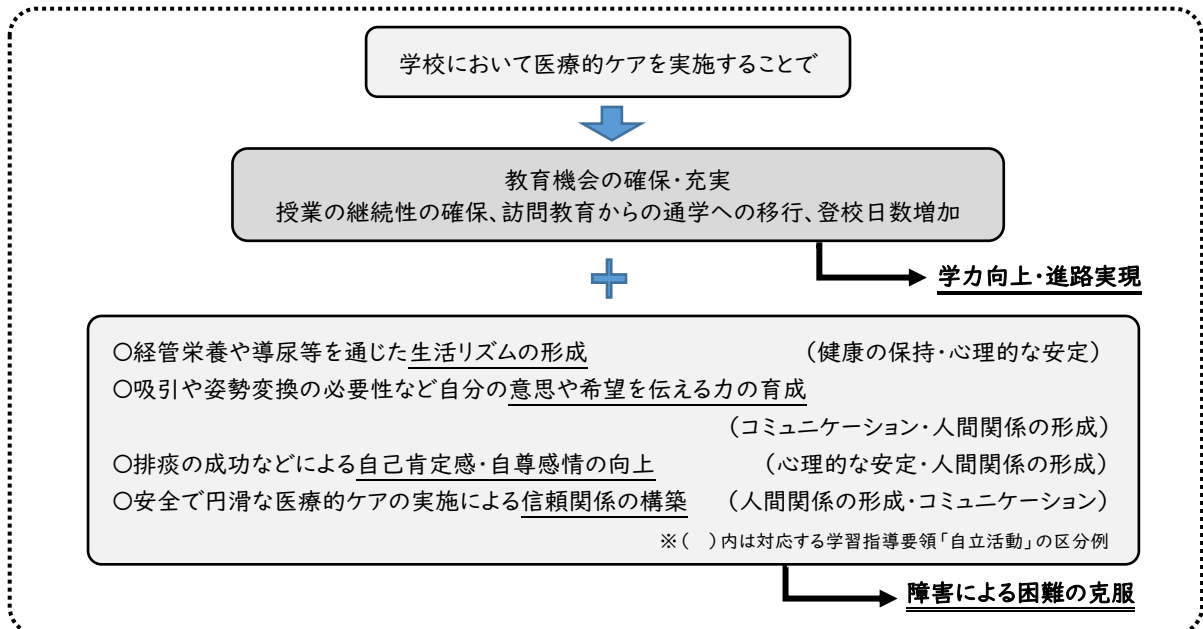 学校において医療的ケアを実施することで
教育機会の確保・充実
授業の継続性の確保、訪問教育からの通学への移行、登校日数増加
学力向上・進路実現
○経管栄養や導尿等を通じた生活リズムの形成 （健康の保持・心理的な安定）
○吸引や姿勢変換の必要性など自分の意思や希望を伝える力の育成
（コミュニケーション・人間関係の形成）
○排痰の成功などによる自己肯定感・自尊感情の向上 （心理的な安定・人間関係の形成）
○安全で円滑な医療的ケアの実施による信頼関係の構築 （人間関係の形成・コミュニケーション）
※（　）内は対応する学習指導要領「自立活動」の区分例
障害による困難の克服